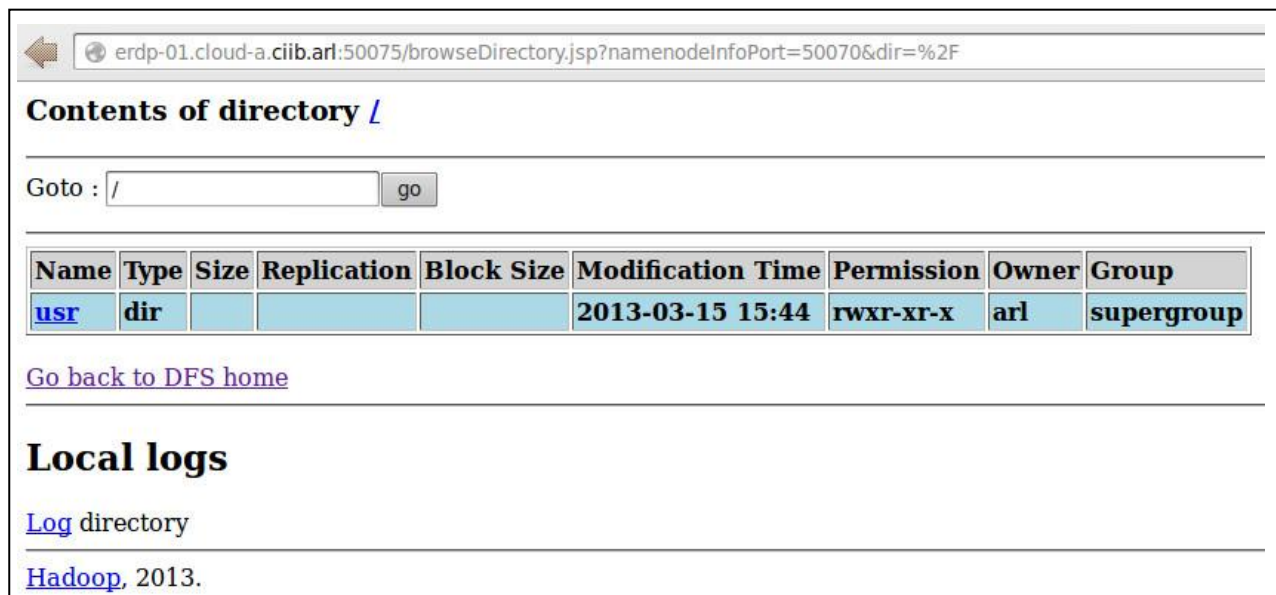 erdp-01.cloud-a.ciib.arl:50075/browseDirectory.jsp?namenodeInfoPort=50070&dir=%2F
Contents of directory /
Goto : / go
Name Type Size Replication Block Size Modification Time Permission Owner Group
usr dir 2013-03-15 15:44 rwxr-xr-x arl supergroup
Go back to DFS home
Local logs
Log directory
Hadoop, 2013.